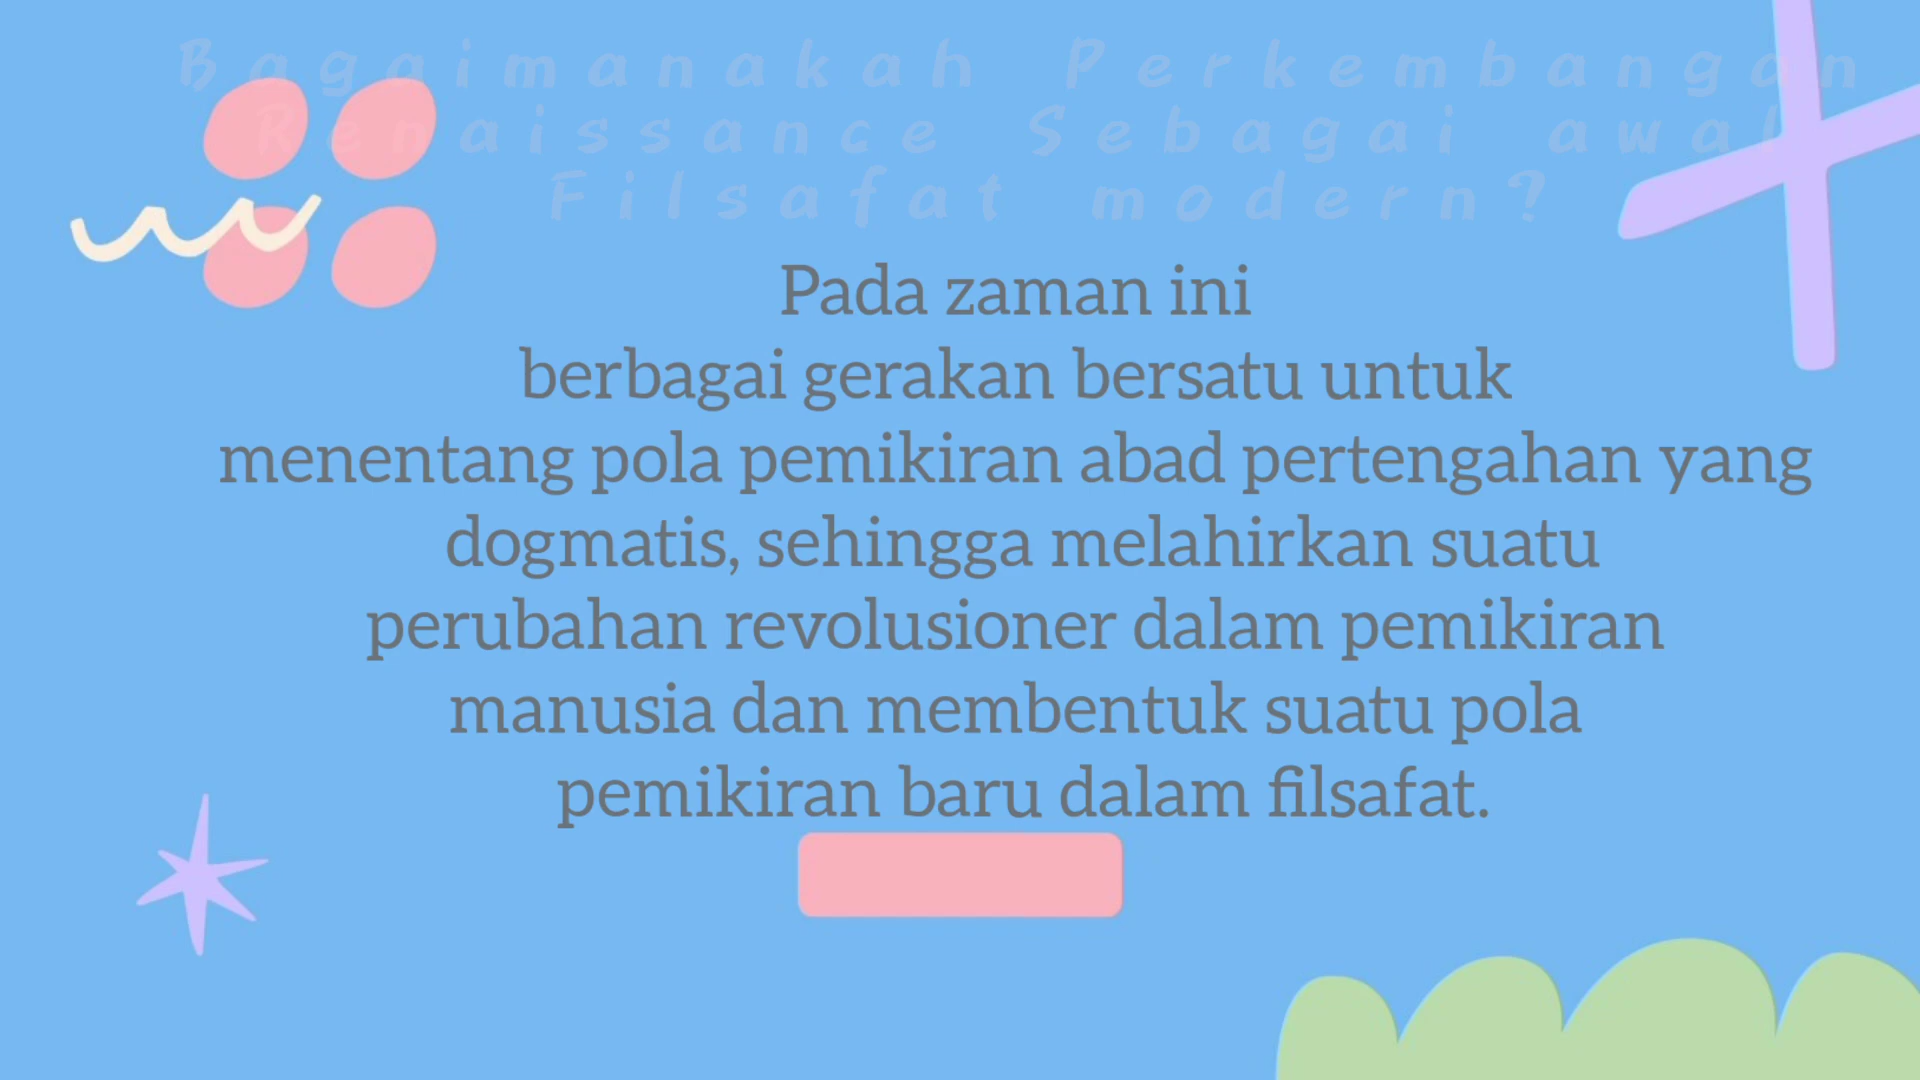 Bagaimanakah Perkembangan
Renaissance Sebagai awal
Filsafat modern?
Pada zaman ini
berbagai gerakan bersatu untuk
menentang pola pemikiran abad pertengahan yang
dogmatis, sehingga melahirkan suatu
perubahan revolusioner dalam pemikiran
manusia dan membentuk suatu pola
pemikiran baru dalam filsafat.